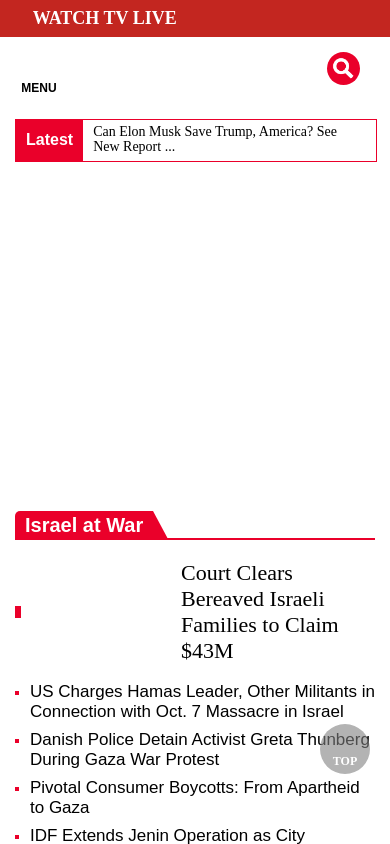 WATCH TV LIVE
MENU
Latest
Can Elon Musk Save Trump, America? See
New Report ...
Israel at War
Court Clears
Bereaved Israeli
Families to Claim
$43M
US Charges Hamas Leader, Other Militants in
Connection with Oct. 7 Massacre in Israel
Danish Police Detain Activist Greta Thunberg
During Gaza War Protest
TOP
Pivotal Consumer Boycotts: From Apartheid
to Gaza
IDF Extends Jenin Operation as City